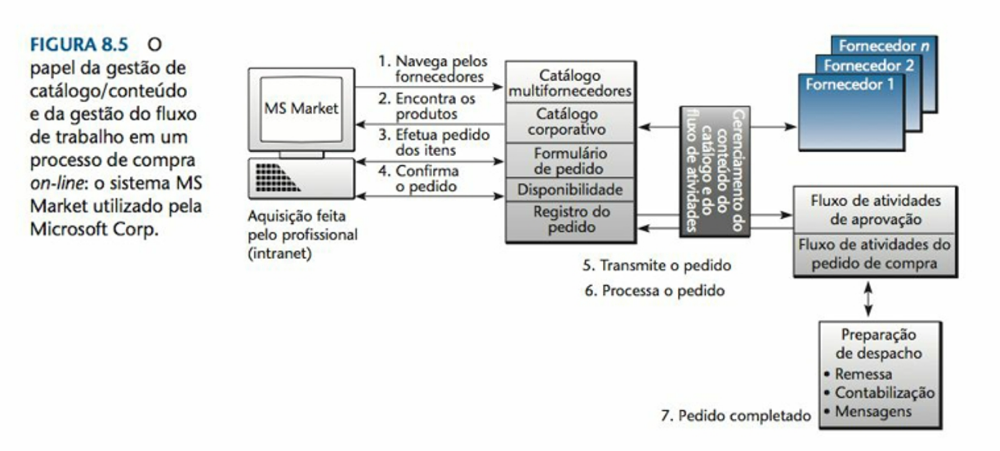 FIGURA 8.5 O
papel da gestão de
catálogo/conteúdo
e da gestão do fluxo
de trabalho em um
processo de compra
on-line: o sistema MS
Market utilizado pela
Microsoft Corp.
MS Market
Aquisição feita
pelo profissional
(intranet)
1. Navega pelos
fornecedores
2. Encontra os
produtos
3. Efetua pedido
dos itens
4. Confirma
o pedido
Catálogo
multifornecedores
Catálogo
corporativo
Formulário
de pedido
Disponibilidade
Registro do
pedido
Gerenciamento do
conteúdo do
catálogo e do
fluxo de atividades
Fornecedor n
Fornecedor 2
Fornecedor 1
Fluxo de atividades
de aprovação
Fluxo de atividades do
pedido de compra
5. Transmite o pedido
6. Processa o pedido
Preparação
de despacho
• Remessa
• Contabilização
• Mensagens
7. Pedido completado